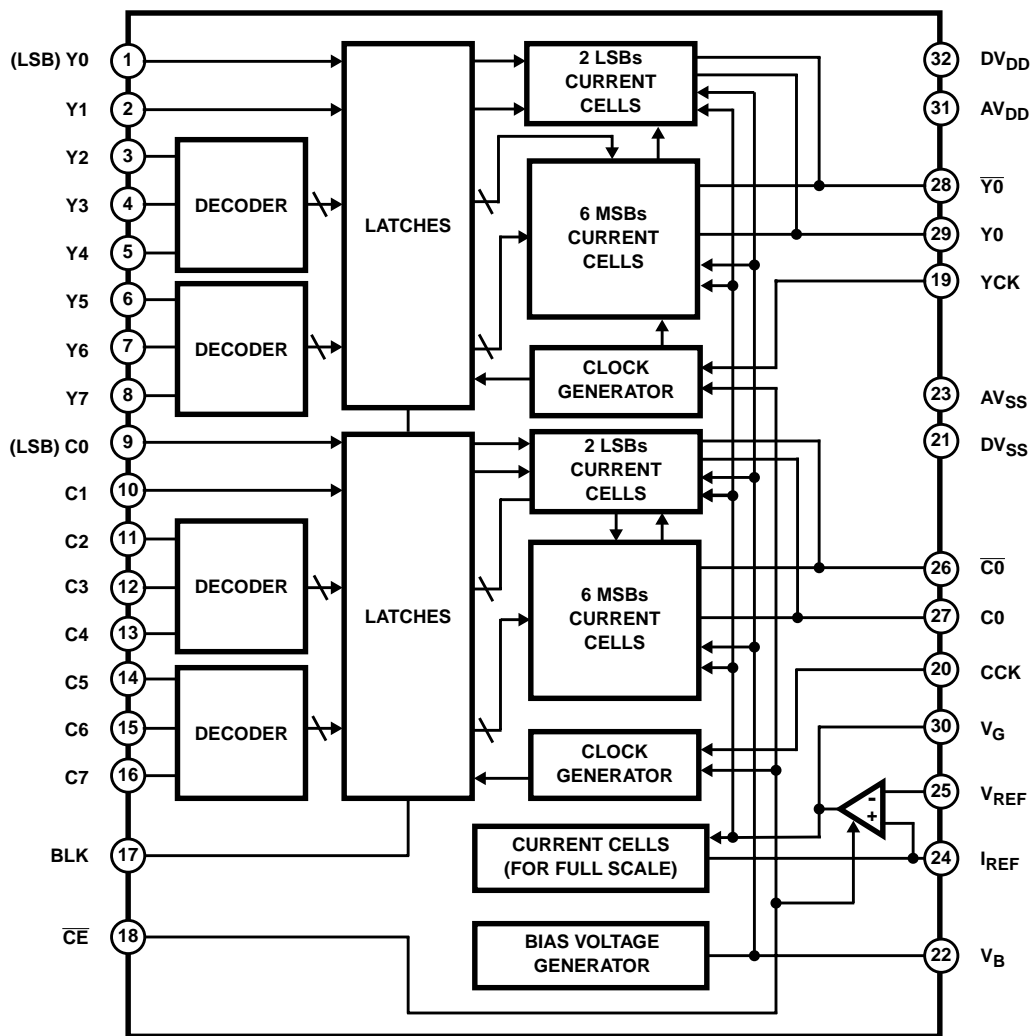 (LSB) Y0
1
Y1
2
Y2
3
Y3
4
Y4
5
Y5
6
Y6
7
Y7
8
(LSB) C0
9
C1
10
C2
11
C3
12
C4
13
C5
14
C6
15
C7
16
BLK
17
C̅E̅
18
DECODER
DECODER
DECODER
DECODER
LATCHES
LATCHES
2 LSBs
CURRENT
CELLS
6 MSBs
CURRENT
CELLS
CLOCK
GENERATOR
2 LSBs
CURRENT
CELLS
6 MSBs
CURRENT
CELLS
CLOCK
GENERATOR
CURRENT CELLS
(FOR FULL SCALE)
BIAS VOLTAGE
GENERATOR
-
+
32
DVDD
31
AVDD
28
Y̅0̅
29
Y0
19
YCK
23
AVSS
21
DVSS
26
C̅0̅
27
C0
20
CCK
30
VG
25
VREF
24
IREF
22
VB